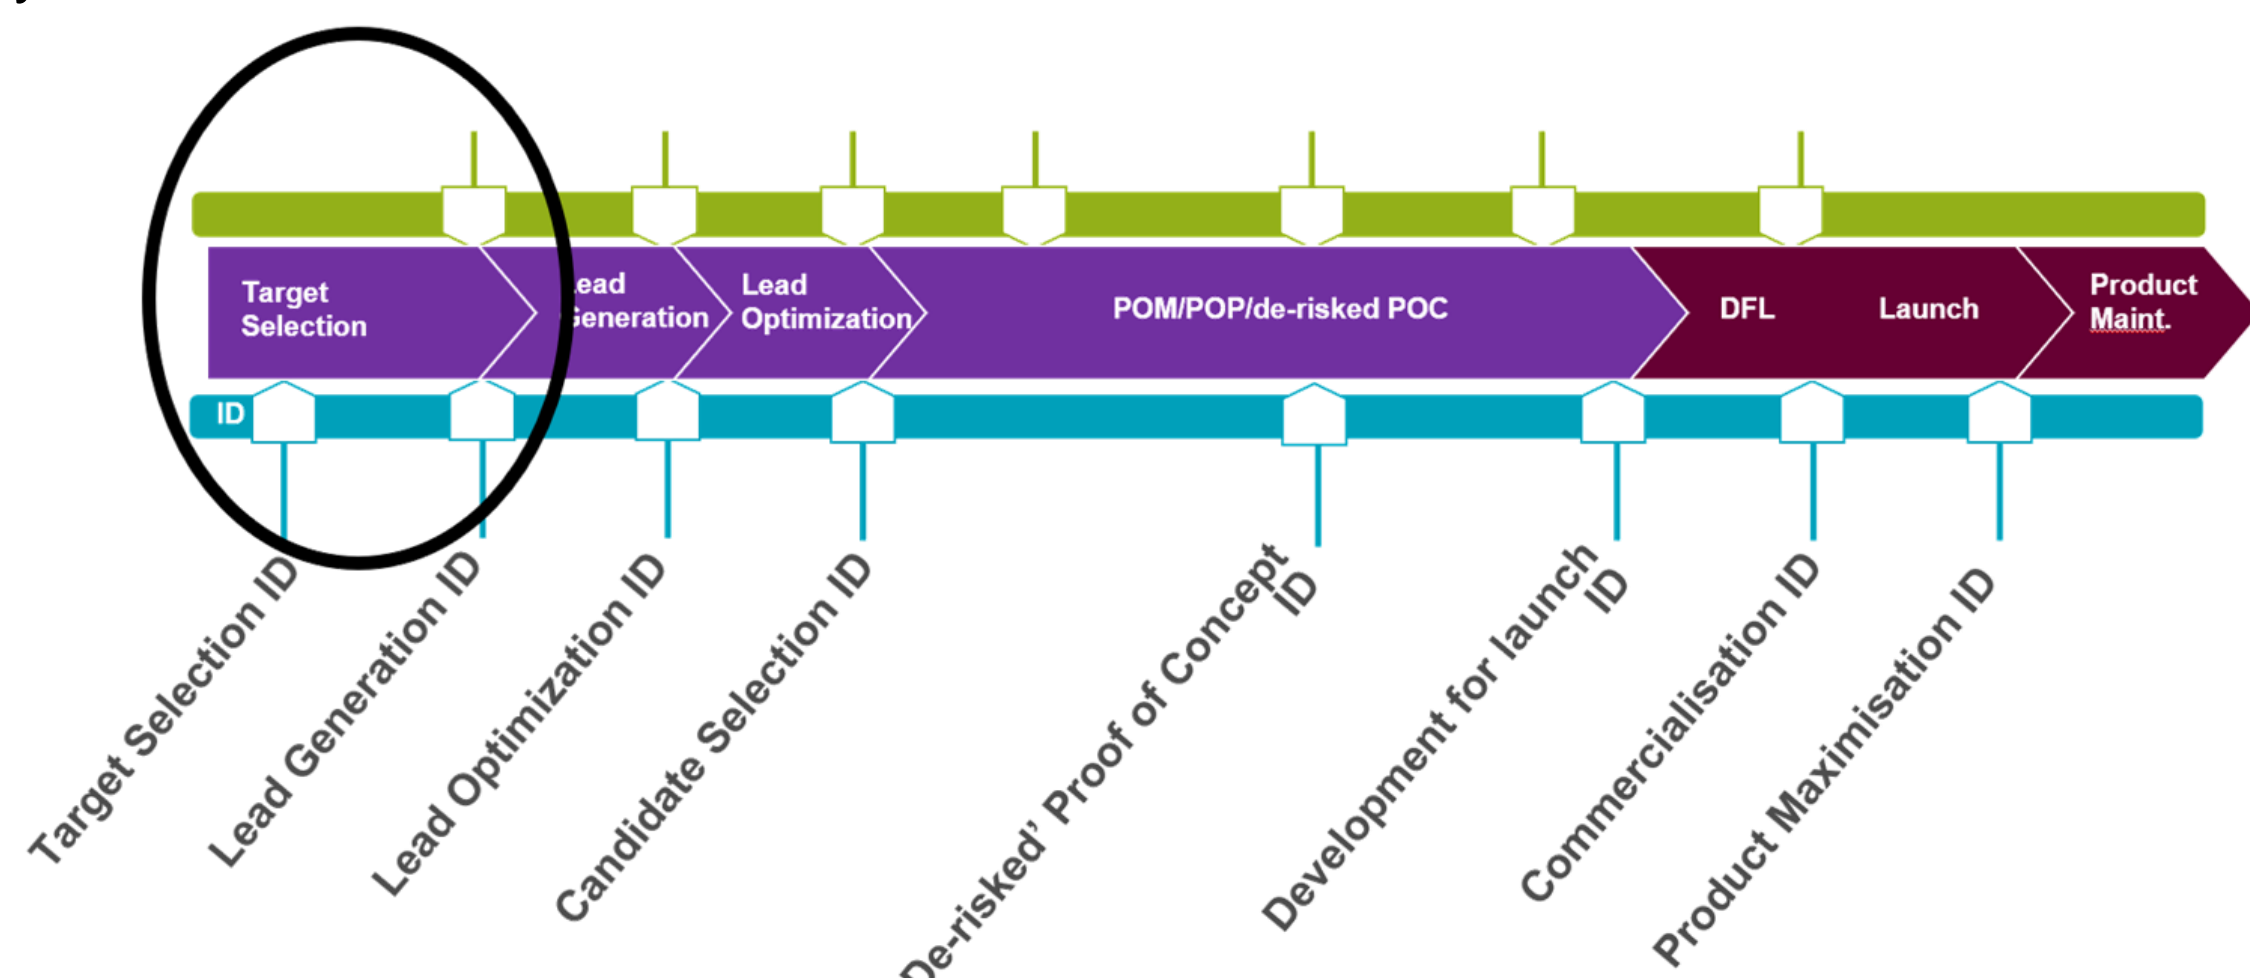 Target
Selection
Lead
Generation
Lead
Optimization
POM/POP/de-risked POC
DFL
Launch
Product
Maint.
ID
Target Selection ID
Lead Generation ID
Lead Optimization ID
Candidate Selection ID
De-risked’ Proof of Concept
ID
Development for launch
ID
Commercialisation ID
Product Maximisation ID